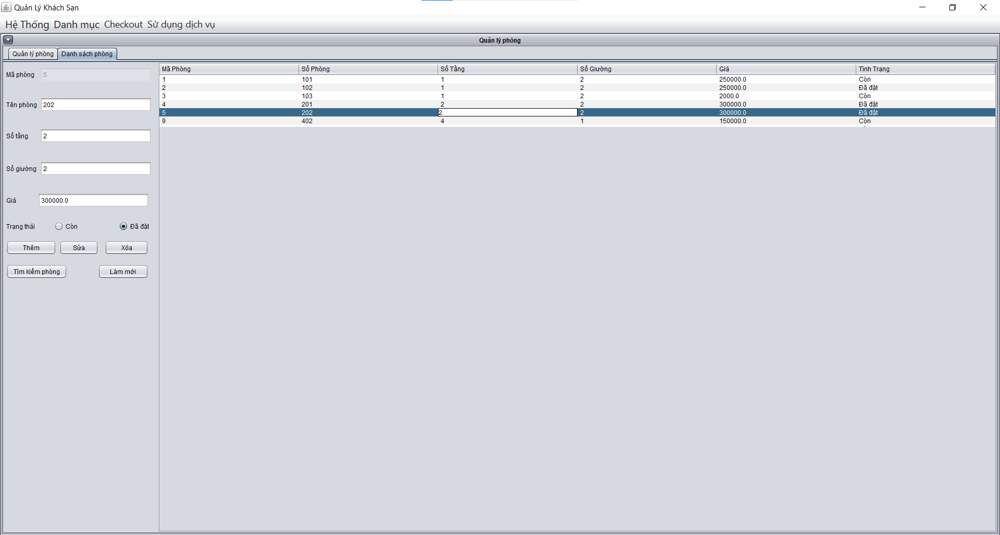 Quản Lý Khách Sạn
Hệ Thống Danh mục Checkout Sử dụng dịch vụ
Quản lý phòng
Quản lý phòng Danh sách phòng
Mã phòng 5
Tên phòng 202
Số tầng 2
Số giường 2
Giá 300000.0
Trạng thái Còn Đã đặt
Thêm Sửa Xóa
Tìm kiếm phòng Làm mới
Mã Phòng Số Phòng Số Tầng Số Giường Giá Tình Trạng
1 101 1 2 250000.0 Còn
2 102 1 2 250000.0 Đã đặt
3 103 1 2 2000.0 Còn
4 201 2 2 300000.0 Đã đặt
5 202 2 2 300000.0 Đã đặt
9 402 4 1 150000.0 Còn